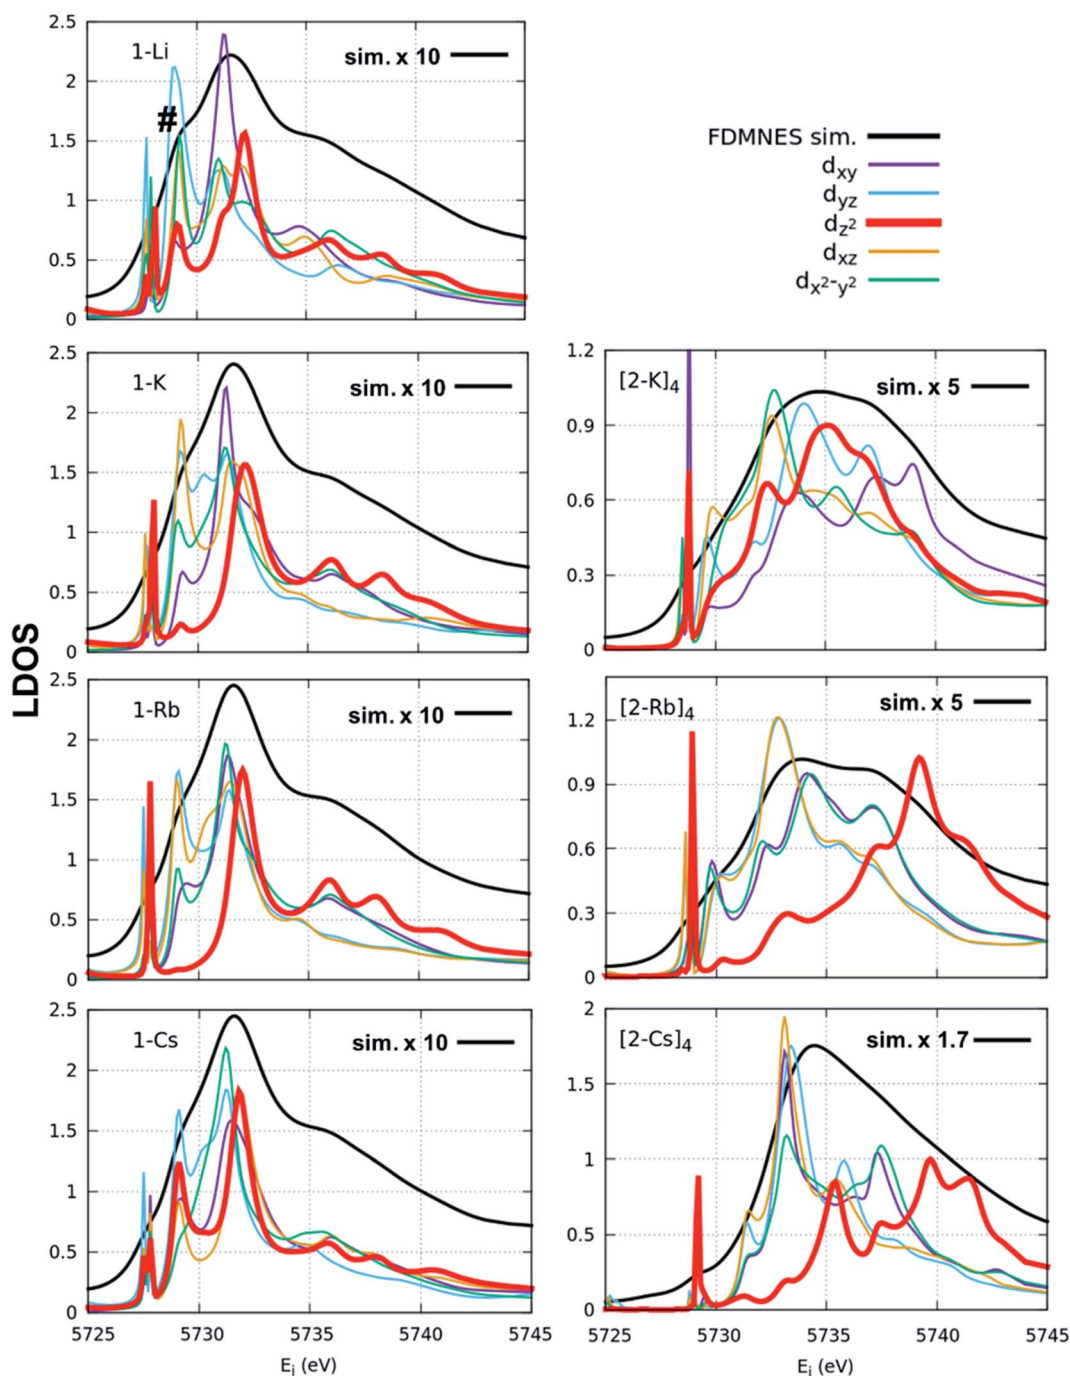 2.5
1-Li
sim. x 10
2
#
1.5
1
0.5
0
FDMNES sim.
dxy
dyz
dz²
dxz
dx²-y²
2.5
1-K
sim. x 10
2
1.5
1
0.5
0
1.2
[2-K]4
sim. x 5
0.9
0.6
0.3
0
LDOS
2.5
1-Rb
sim. x 10
2
1.5
1
0.5
0
[2-Rb]4
sim. x 5
1.2
0.9
0.6
0.3
0
2.5
1-Cs
sim. x 10
2
1.5
1
0.5
0
5725 5730 5735 5740 5745
Ei (eV)
2
[2-Cs]4
sim. x 1.7
1.5
1
0.5
0
5725 5730 5735 5740 5745
Ei (eV)